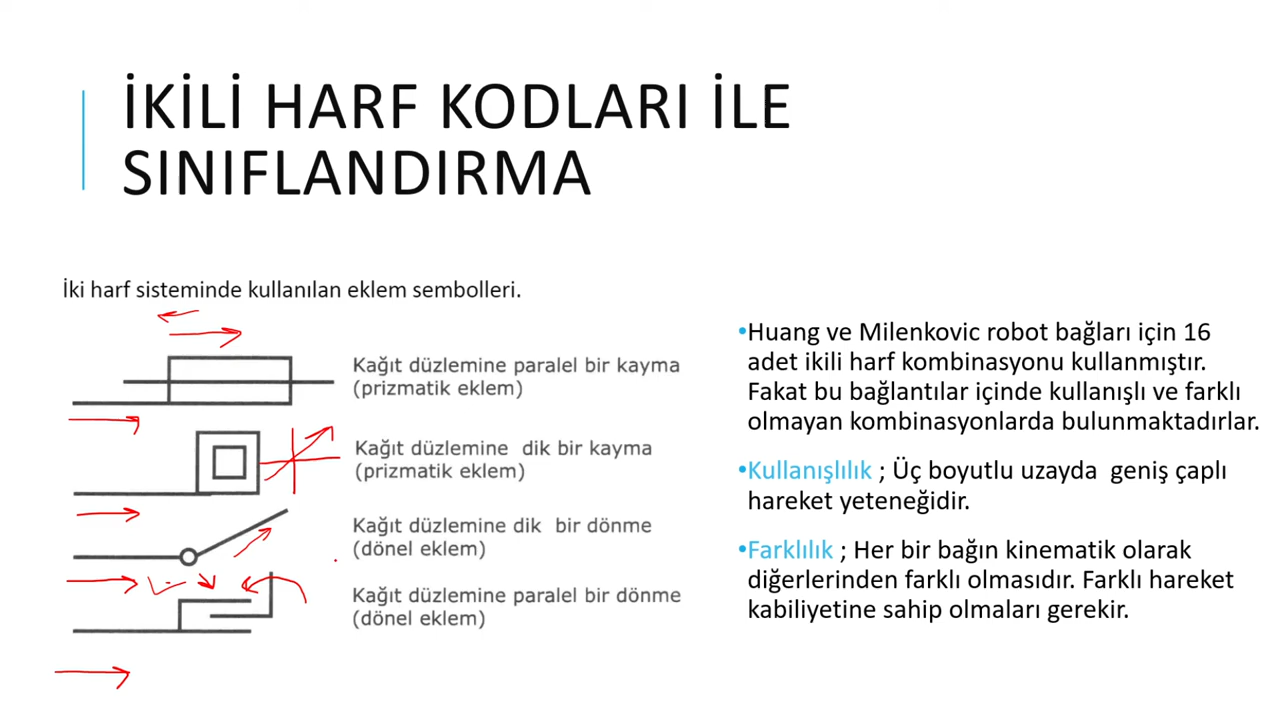 İKİLİ HARF KODLARI İLE
SINIFLANDIRMA
İki harf sisteminde kullanılan eklem sembolleri.
Kağıt düzlemine paralel bir kayma
(prizmatik eklem)
Kağıt düzlemine dik bir kayma
(prizmatik eklem)
Kağıt düzlemine dik bir dönme
(dönel eklem)
Kağıt düzlemine paralel bir dönme
(dönel eklem)
•Huang ve Milenkovic robot bağları için 16
adet ikili harf kombinasyonu kullanmıştır.
Fakat bu bağlantılar içinde kullanışlı ve farklı
olmayan kombinasyonlarda bulunmaktadırlar.
•Kullanışlılık ; Üç boyutlu uzayda geniş çaplı
hareket yeteneğidir.
•Farklılık ; Her bir bağın kinematik olarak
diğerlerinden farklı olmasıdır. Farklı hareket
kabiliyetine sahip olmaları gerekir.